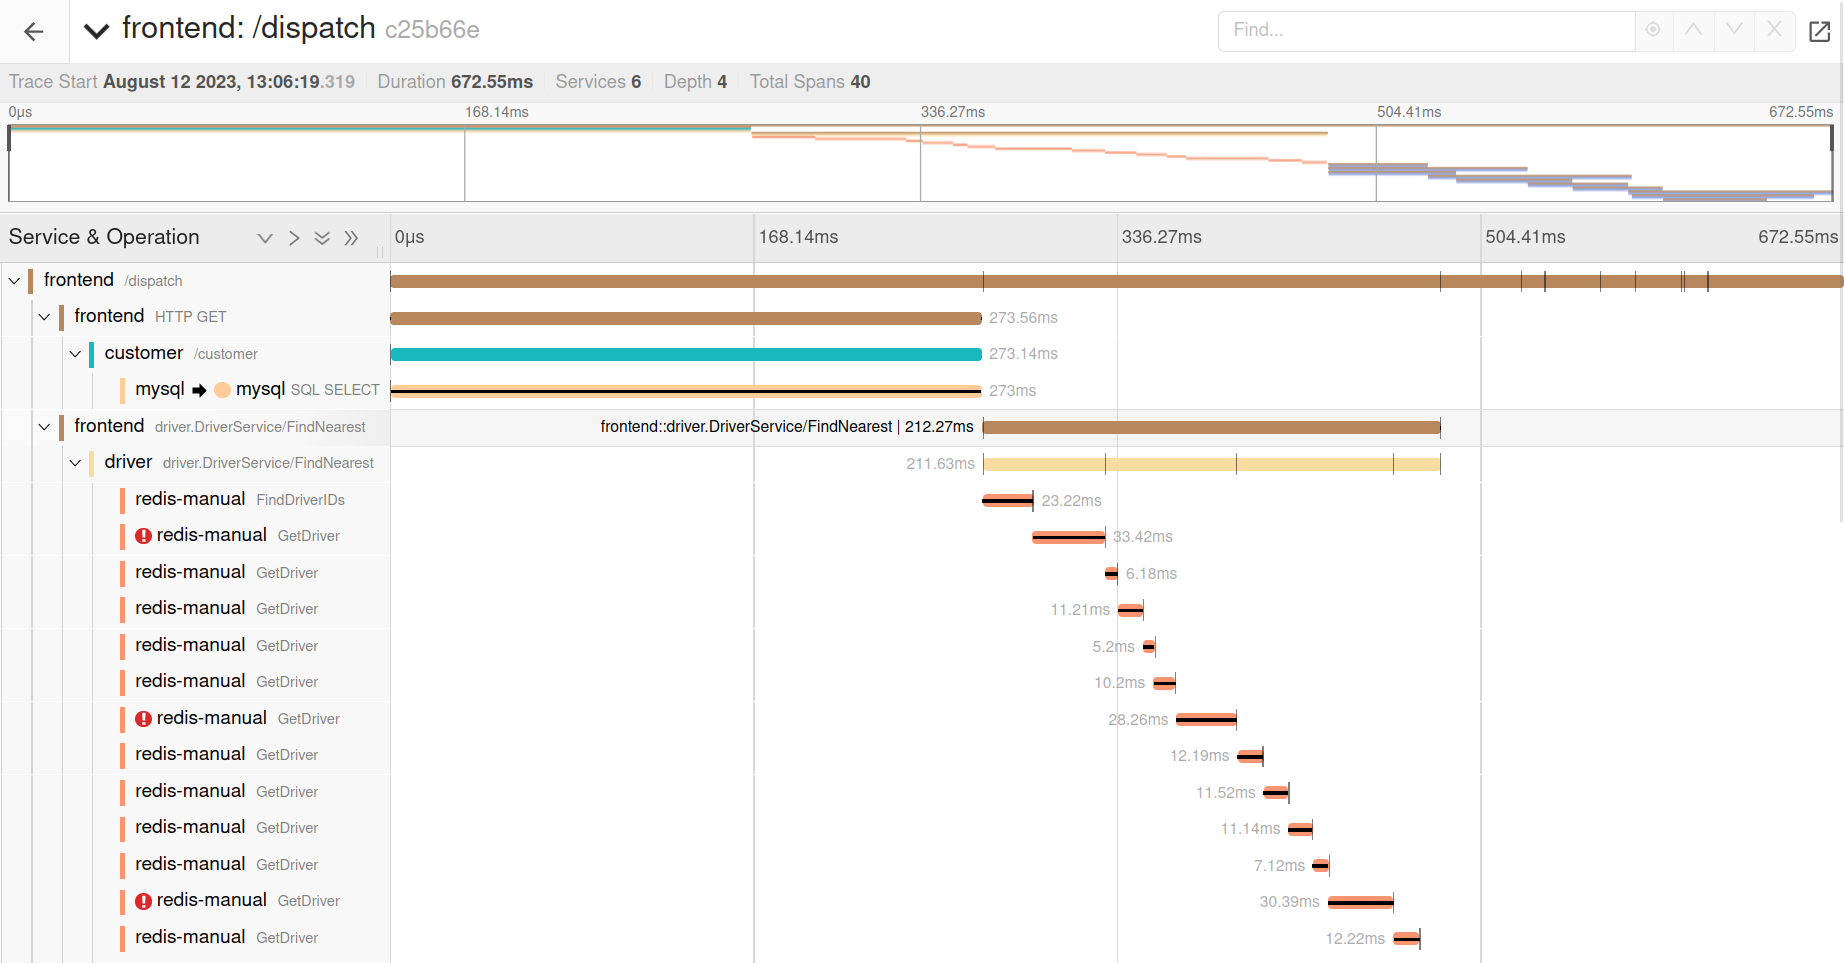 frontend: /dispatch c25b66e
Find...
Trace Start August 12 2023, 13:06:19.319 Duration 672.55ms Services 6 Depth 4 Total Spans 40
0μs 168.14ms 336.27ms 504.41ms 672.55ms
Service & Operation 0μs 168.14ms 336.27ms 504.41ms 672.55ms
frontend /dispatch
frontend HTTP GET 273.56ms
customer /customer 273.14ms
mysql mysql SQL SELECT 273ms
frontend driver.DriverService/FindNearest frontend::driver.DriverService/FindNearest | 212.27ms
driver driver.DriverService/FindNearest 211.63ms
redis-manual FindDriverIDs 23.22ms
redis-manual GetDriver 33.42ms
redis-manual GetDriver 6.18ms
redis-manual GetDriver 11.21ms
redis-manual GetDriver 5.2ms
redis-manual GetDriver 10.2ms
redis-manual GetDriver 28.26ms
redis-manual GetDriver 12.19ms
redis-manual GetDriver 11.52ms
redis-manual GetDriver 11.14ms
redis-manual GetDriver 7.12ms
redis-manual GetDriver 30.39ms
redis-manual GetDriver 12.22ms